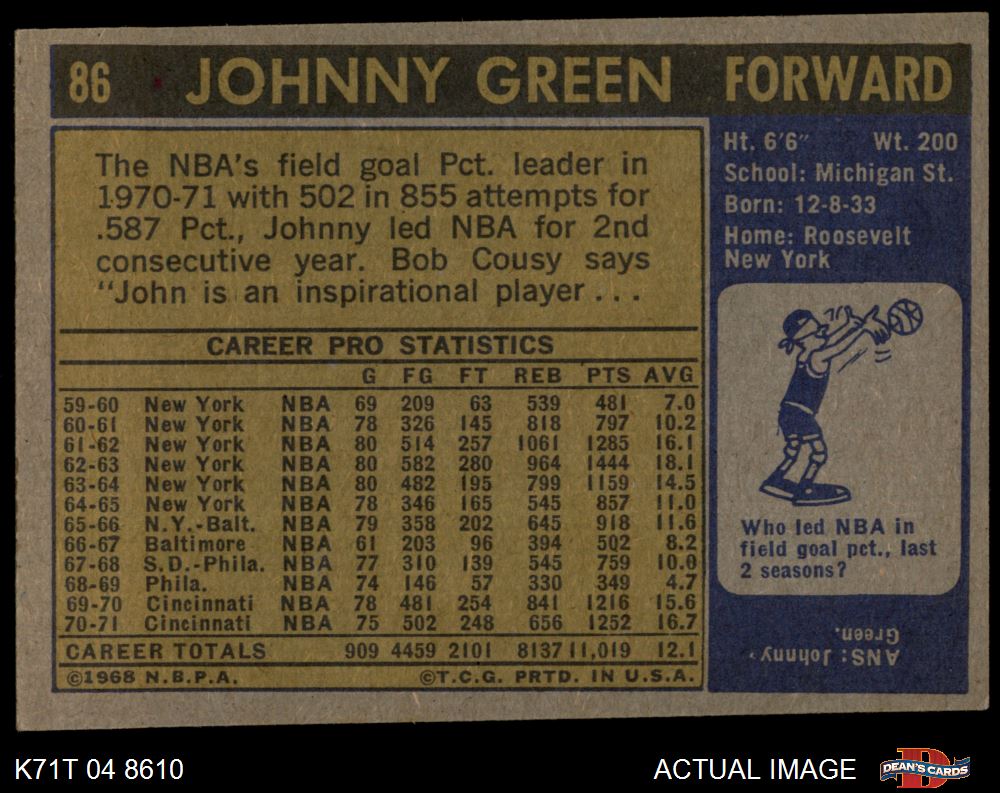 86 JOHNNY GREEN FORWARD
The NBA's field goal Pct. leader in
1970-71 with 502 in 855 attempts for
.587 Pct., Johnny led NBA for 2nd
consecutive year. Bob Cousy says
"John is an inspirational player . . .
CAREER PRO STATISTICS
G FG FT REB PTS AVG
59-60 New York NBA 69 209 63 539 481 7.0
60-61 New York NBA 78 326 145 818 797 10.2
61-62 New York NBA 80 514 257 1061 1285 16.1
62-63 New York NBA 80 582 280 964 1444 18.1
63-64 New York NBA 80 482 195 799 1159 14.5
64-65 New York NBA 78 346 165 545 857 11.0
65-66 N.Y.-Balt. NBA 79 358 202 645 918 11.6
66-67 Baltimore NBA 61 203 96 394 502 8.2
67-68 S.D.-Phila. NBA 77 310 139 545 759 10.0
68-69 Phila. NBA 74 146 57 330 349 4.7
69-70 Cincinnati NBA 78 481 254 841 1216 15.6
70-71 Cincinnati NBA 75 502 248 656 1252 16.7
CAREER TOTALS 909 4459 2101 8137 11,019 12.1
©1968 N.B.P.A. ©T.C.G. PRTD. IN U.S.A.
Ht. 6'6" Wt. 200
School: Michigan St.
Born: 12-8-33
Home: Roosevelt
New York
Who led NBA in
field goal pct., last
2 seasons?
ANS: Johnny
Green.
K71T 04 8610
ACTUAL IMAGE
D
DEAN'S CARDS